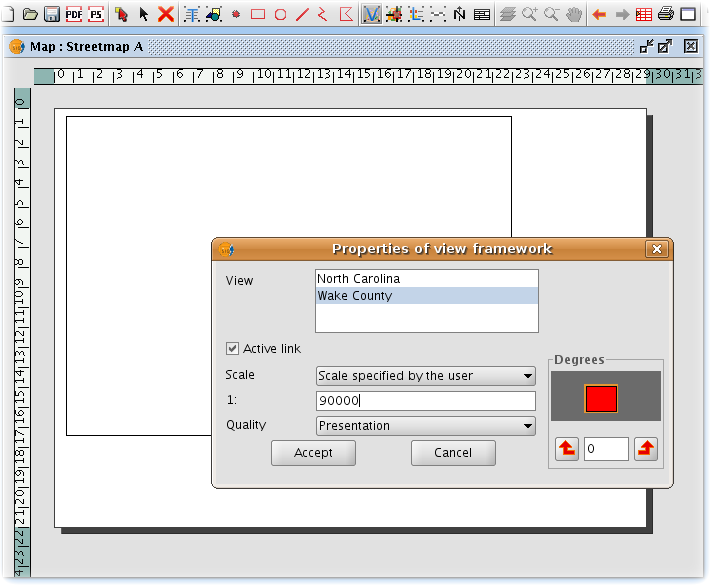 PDF PS N
Map : Streetmap A
0 1 2 3 4 5 6 7 8 9 10 11 12 13 14 15 16 17 18 19 20 21 22 23 24 25 26 27 28 29 30 31 3
0 1 2 3 4 5 6 7 8 9 10 11 12 13 14 15 16 17 18 19 20 21 22 23
Properties of view framework
View
North Carolina
Wake County
Active link
Scale
Scale specified by the user
Degrees
1:
90000
Quality
Presentation
0
Accept
Cancel